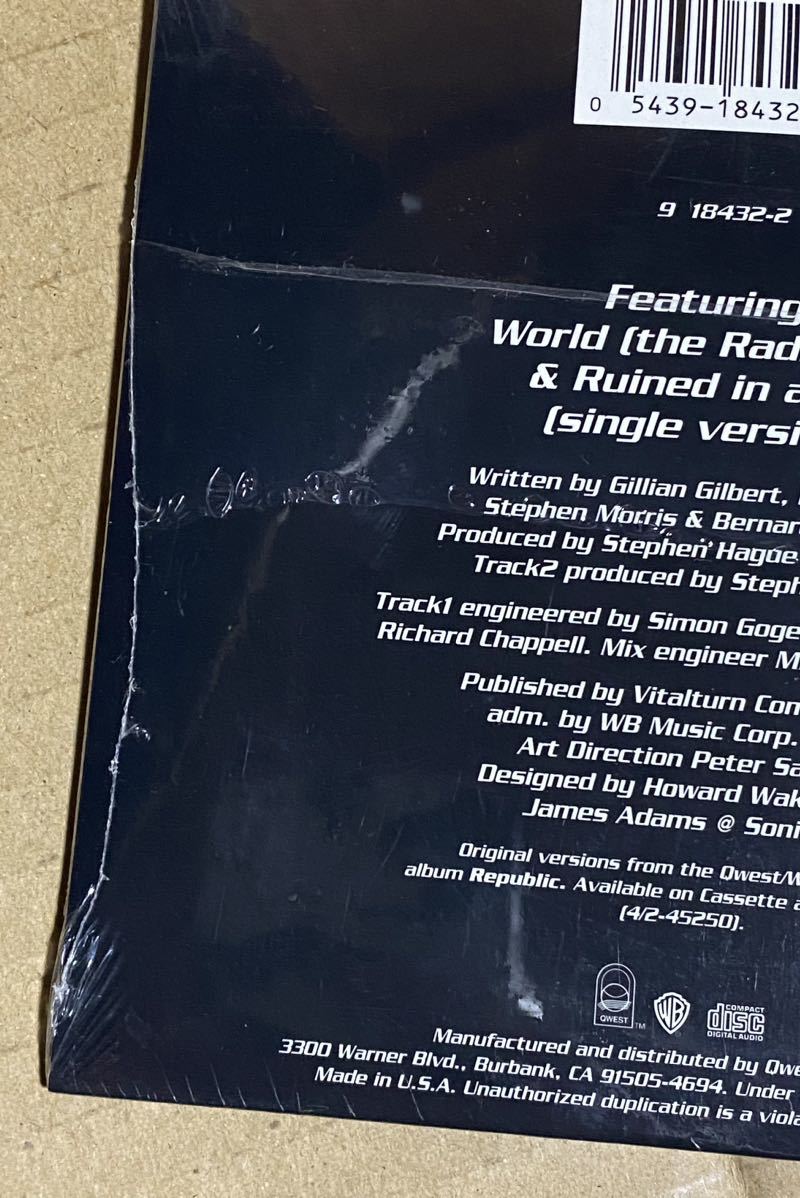 0 5439-18432
9 18432-2
Featuring
World (the Rad
& Ruined in a
(single versi
Written by Gillian Gilbert,
Stephen Morris & Bernar
Produced by Stephen Hague
Track2 produced by Steph
Track1 engineered by Simon Goge
Richard Chappell. Mix engineer M
Published by Vitalturn Com
adm. by WB Music Corp.
Art Direction Peter Sa
Designed by Howard Wak
James Adams @ Soni
Original versions from the Qwest/W
album Republic. Available on Cassette a
(4/2-45250).
QWEST TM WB COMPACT disc DIGITAL AUDIO
Manufactured and distributed by Qwe
3300 Warner Blvd., Burbank, CA 91505-4694. Under
Made in U.S.A. Unauthorized duplication is a viola